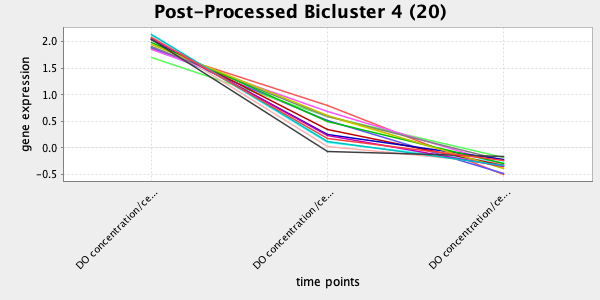 Post-Processed Bicluster 4 (20)
gene expression
2.0
1.5
1.0
0.5
0.0
-0.5
DO concentration/ce...
DO concentration/ce...
DO concentration/ce...
time points